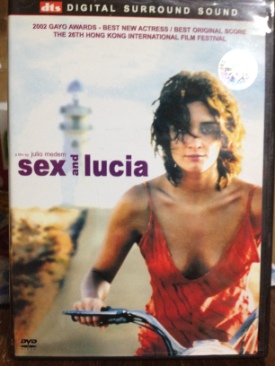 dts DIGITAL SURROUND SOUND
2002 GAYO AWARDS - BEST NEW ACTRESS / BEST ORIGINAL SCORE
THE 26TH HONG KONG INTERNATIONAL FILM FESTIVAL
a film by julio medem
sex and lucia
DVD